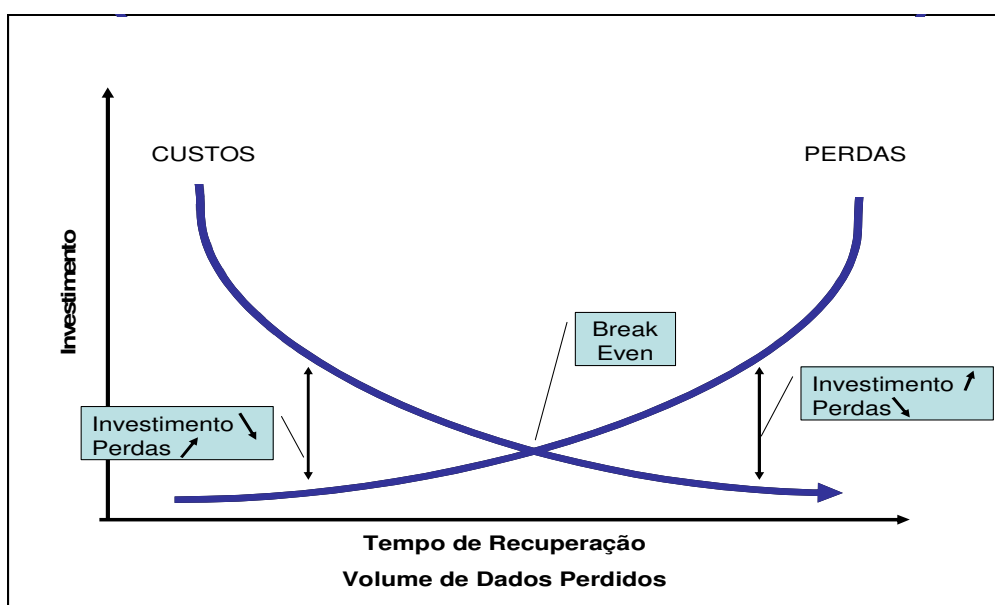 CUSTOS
PERDAS
Investimento
Break
Even
Investimento
Perdas
Investimento
Perdas
Tempo de Recuperação
Volume de Dados Perdidos